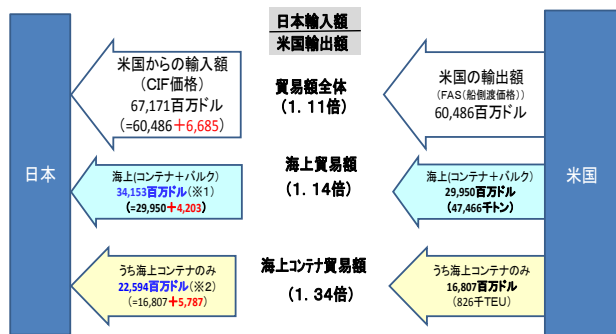 日本輸入額
米国輸出額
日本
米国からの輸入額
(CIF価格)
67,171百万ドル
(=60,486+6,685)
貿易額全体
(1.11倍)
米国の輸出額
(FAS(船側渡価格))
60,486百万ドル
米国
海上(コンテナ+バルク)
34,153百万ドル(※1)
(=29,950+4,203)
海上貿易額
(1.14倍)
海上(コンテナ+バルク)
29,950百万ドル
(47,466千トン)
うち海上コンテナのみ
22,594百万ドル(※2)
(=16,807+5,787)
海上コンテナ貿易額
(1.34倍)
うち海上コンテナのみ
16,807百万ドル
(826千TEU)